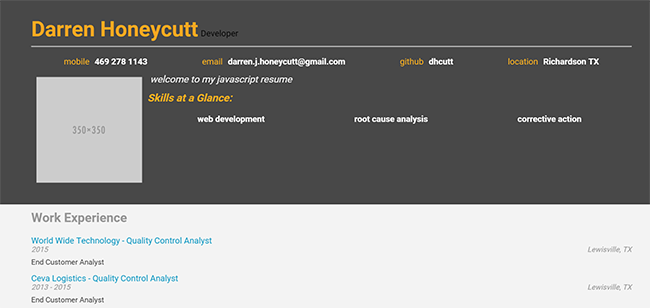 Darren Honeycutt Developer
mobile 469 278 1143 email darren.j.honeycutt@gmail.com github dhcutt location Richardson TX
welcome to my javascript resume
Skills at a Glance:
web development root cause analysis corrective action
350×350
Work Experience
World Wide Technology - Quality Control Analyst
2015 Lewisville, TX
End Customer Analyst
Ceva Logistics - Quality Control Analyst
2013 - 2015 Lewisville, TX
End Customer Analyst